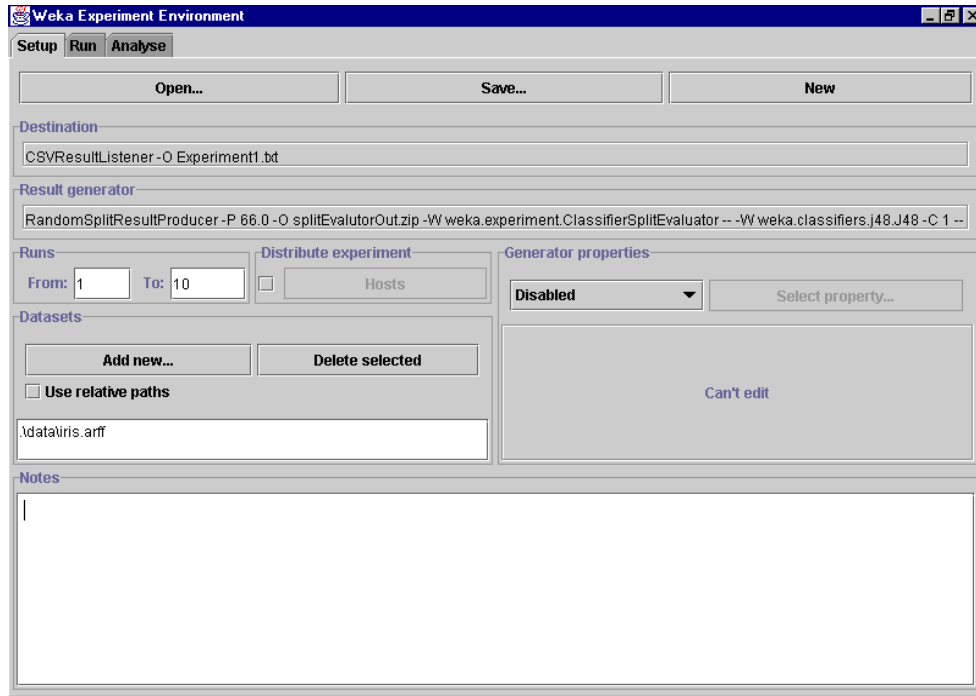 Weka Experiment Environment
Setup Run Analyse
Open... Save... New
Destination
CSVResultListener -O Experiment1.txt
Result generator
RandomSplitResultProducer -P 66.0 -O splitEvalutorOut.zip -W weka.experiment.ClassifierSplitEvaluator -- -W weka.classifiers.j48.J48 -C 1 --
Runs Distribute experiment Generator properties
From: 1 To: 10 Hosts
Disabled Select property...
Datasets
Add new... Delete selected
Use relative paths
Can't edit
.\data\iris.arff
Notes